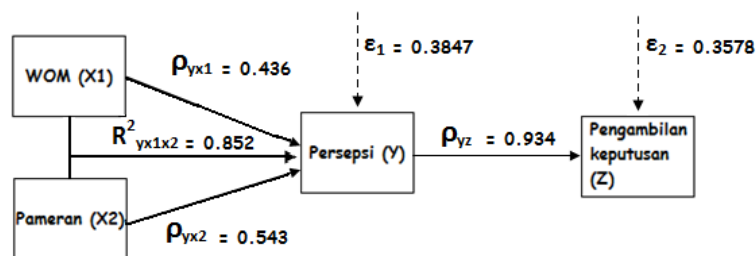 WOM (X1)
ρyx1 = 0.436
ε1 = 0.3847
ε2 = 0.3578
R²yx1x2 = 0.852
Persepsi (Y)
ρyz = 0.934
Pengambilan
keputusan
(Z)
Pameran (X2)
ρyx2 = 0.543